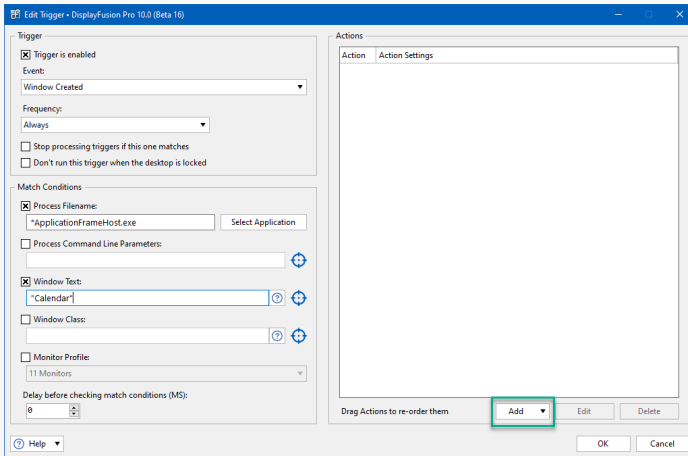 Edit Trigger • DisplayFusion Pro 10.0 (Beta 16)
Trigger
Trigger is enabled
Event:
Window Created
Frequency:
Always
Stop processing triggers if this one matches
Don't run this trigger when the desktop is locked
Match Conditions
Process Filename:
*ApplicationFrameHost.exe
Select Application
Process Command Line Parameters:
Window Text:
"Calendar"
Window Class:
Monitor Profile:
11 Monitors
Delay before checking match conditions (MS):
0
Help
Actions
Action Action Settings
Drag Actions to re-order them Add Edit Delete
OK Cancel